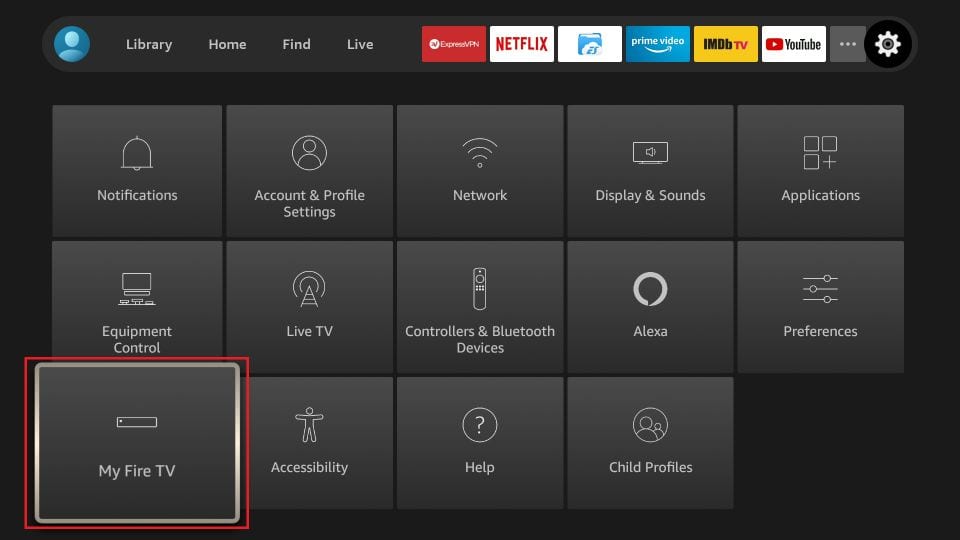 Library Home Find Live ExpressVPN NETFLIX ES prime video IMDb TV YouTube
Notifications
Account & Profile
Settings
Network
Display & Sounds
Applications
Equipment
Control
Live TV
Controllers & Bluetooth
Devices
Alexa
Preferences
My Fire TV
Accessibility
?
Help
Child Profiles